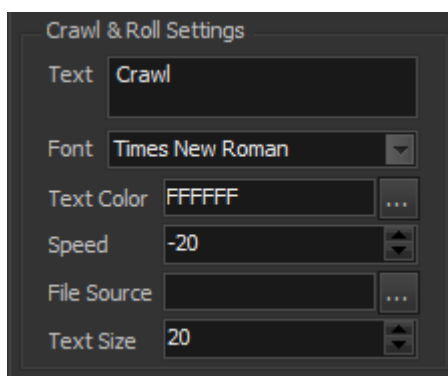 Crawl & Roll Settings
Text Crawl
Font Times New Roman
Text Color FFFFFF ...
Speed -20
File Source ...
Text Size 20